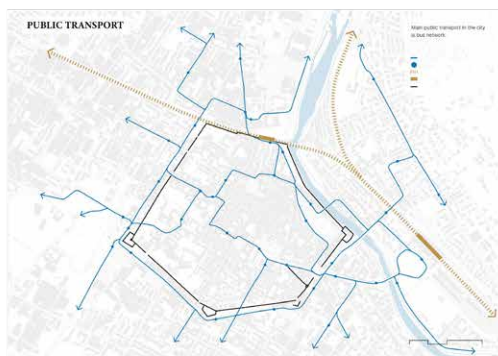 PUBLIC TRANSPORT
Main public transport in the city
is bus network.